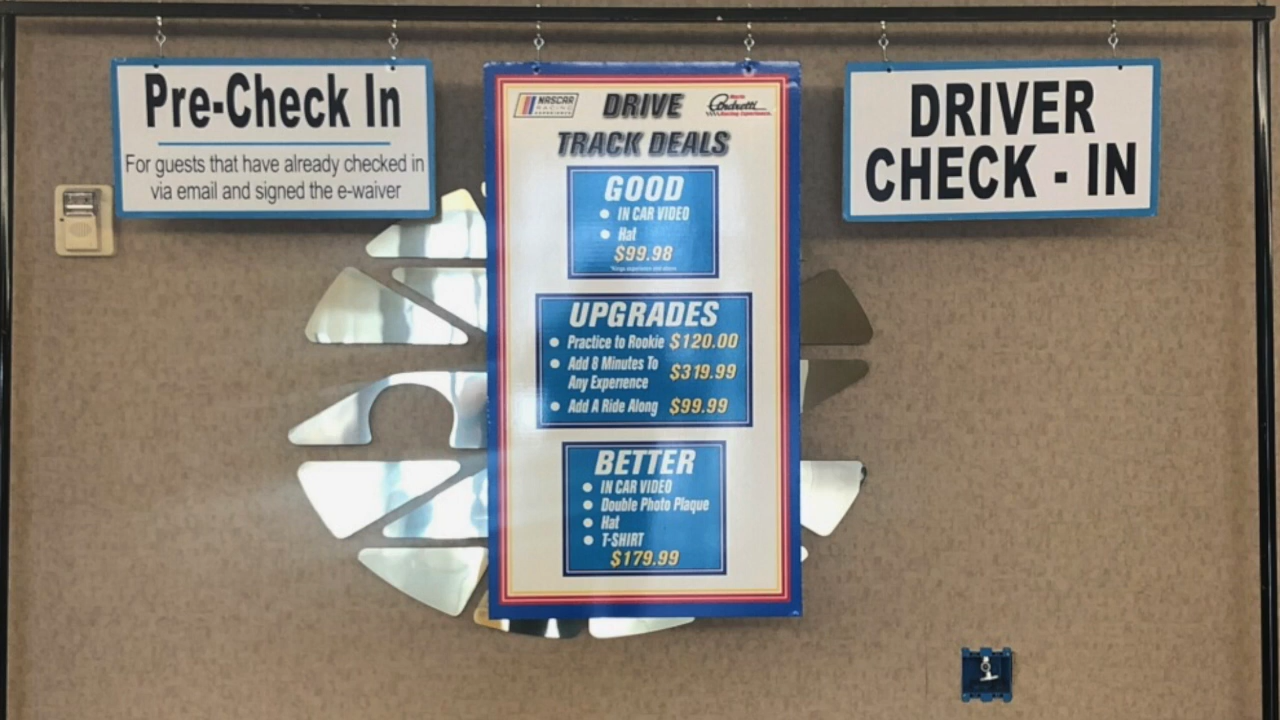 Pre-Check In
For guests that have already checked in
via email and signed the e-waiver
NASCAR
RACING
EXPERIENCE
DRIVE
Mario
Andretti
Racing Experience
TRACK DEALS
GOOD
IN CAR VIDEO
Hat
$99.98
UPGRADES
Practice to Rookie $120.00
Add 8 Minutes To
Any Experience $319.99
Add A Ride Along $99.99
BETTER
IN CAR VIDEO
Double Photo Plaque
Hat
T-SHIRT
$179.99
DRIVER
CHECK - IN